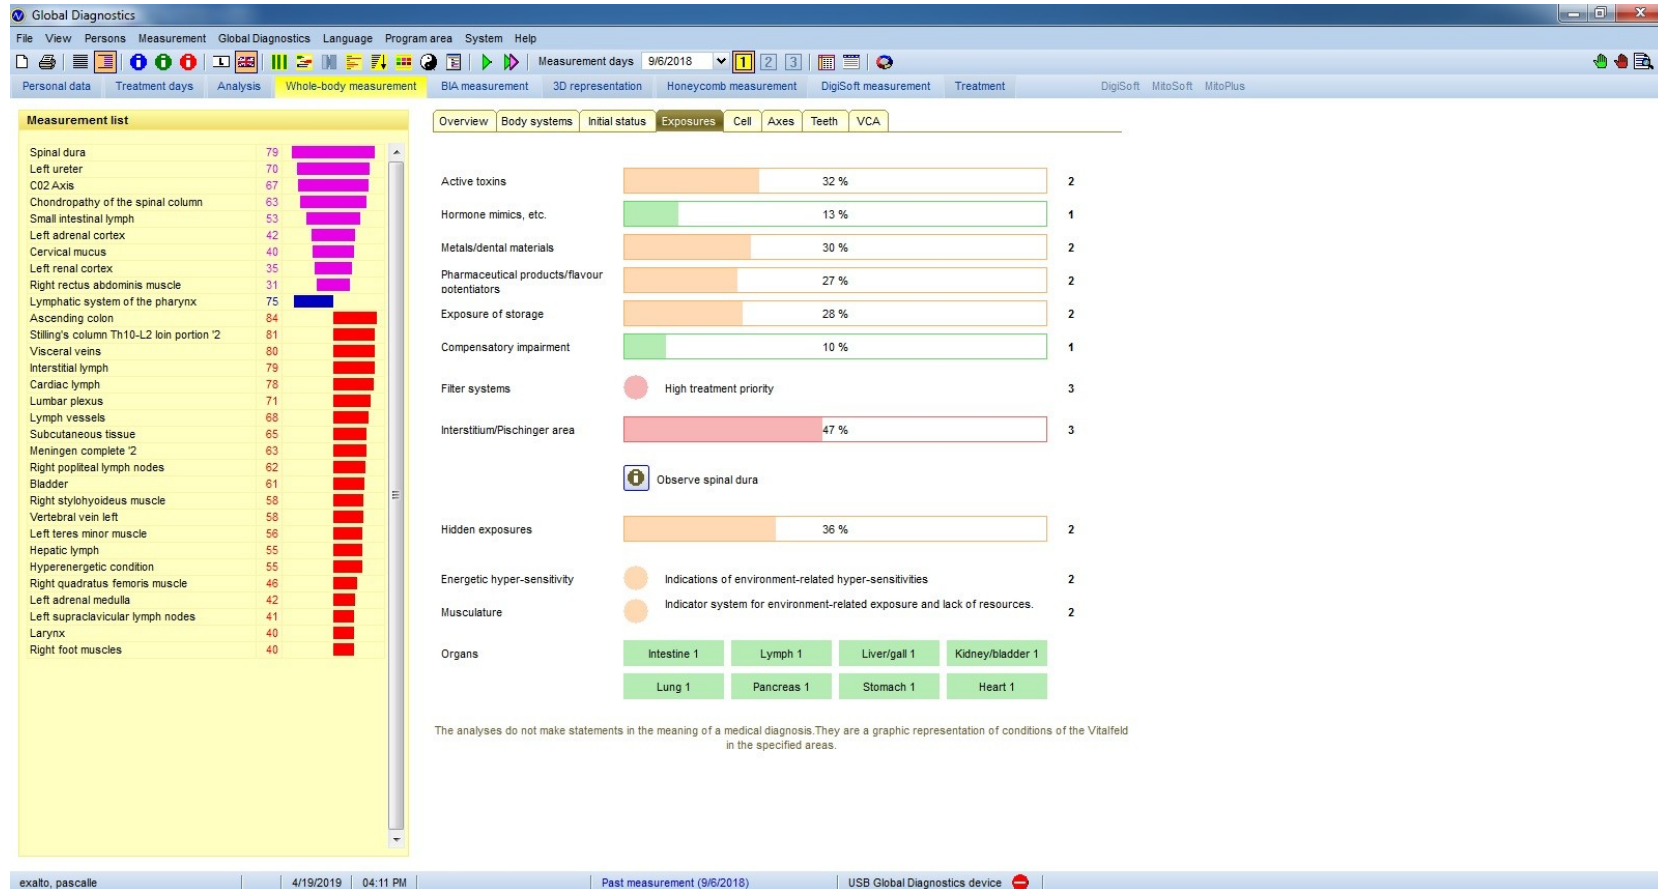 Global Diagnostics
File View Persons Measurement Global Diagnostics Language Program area System Help
Measurement days 9/6/2018 1 2 3
Personal data Treatment days Analysis Whole-body measurement BIA measurement 3D representation Honeycomb measurement DigiSoft measurement Treatment DigiSoft MitoSoft MitoPlus
Measurement list
Spinal dura 79
Left ureter 70
C02 Axis 67
Chondropathy of the spinal column 63
Small intestinal lymph 53
Left adrenal cortex 42
Cervical mucus 40
Left renal cortex 35
Right rectus abdominis muscle 31
Lymphatic system of the pharynx 75
Ascending colon 84
Stilling's column Th10-L2 loin portion '2 81
Visceral veins 80
Interstitial lymph 79
Cardiac lymph 78
Lumbar plexus 71
Lymph vessels 68
Subcutaneous tissue 65
Meningen complete '2 63
Right popliteal lymph nodes 62
Bladder 61
Right stylohyoideus muscle 58
Vertebral vein left 58
Left teres minor muscle 56
Hepatic lymph 55
Hyperenergetic condition 55
Right quadratus femoris muscle 46
Left adrenal medulla 42
Left supraclavicular lymph nodes 41
Larynx 40
Right foot muscles 40
Overview Body systems Initial status Exposures Cell Axes Teeth VCA
Active toxins 32 % 2
Hormone mimics, etc. 13 % 1
Metals/dental materials 30 % 2
Pharmaceutical products/flavour
potentiators 27 % 2
Exposure of storage 28 % 2
Compensatory impairment 10 % 1
Filter systems High treatment priority 3
Interstitium/Pischinger area 47 % 3
Observe spinal dura
Hidden exposures 36 % 2
Energetic hyper-sensitivity Indications of environment-related hyper-sensitivities 2
Musculature Indicator system for environment-related exposure and lack of resources. 2
Organs Intestine 1 Lymph 1 Liver/gall 1 Kidney/bladder 1
Lung 1 Pancreas 1 Stomach 1 Heart 1
The analyses do not make statements in the meaning of a medical diagnosis.They are a graphic representation of conditions of the Vitalfeld
in the specified areas.
exalto, pascalle 4/19/2019 04:11 PM Past measurement (9/6/2018) USB Global Diagnostics device